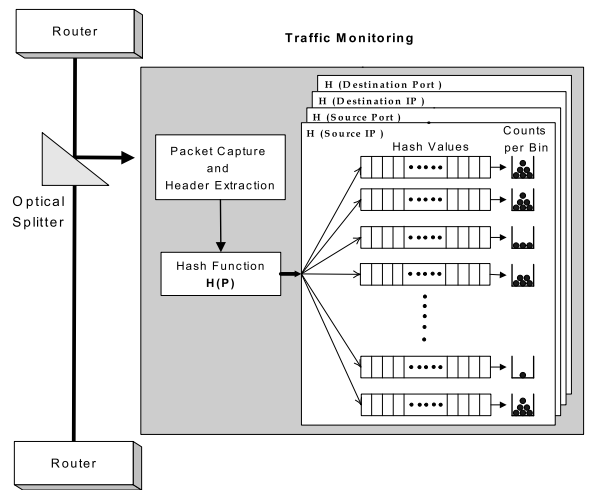 Router
Traffic Monitoring
H (Destination Port)
H (Destination IP)
H (Source Port)
H (Source IP)
Hash Values
Counts
per Bin
Packet Capture
and
Header Extraction
Optical
Splitter
Hash Function
H(P)
Router